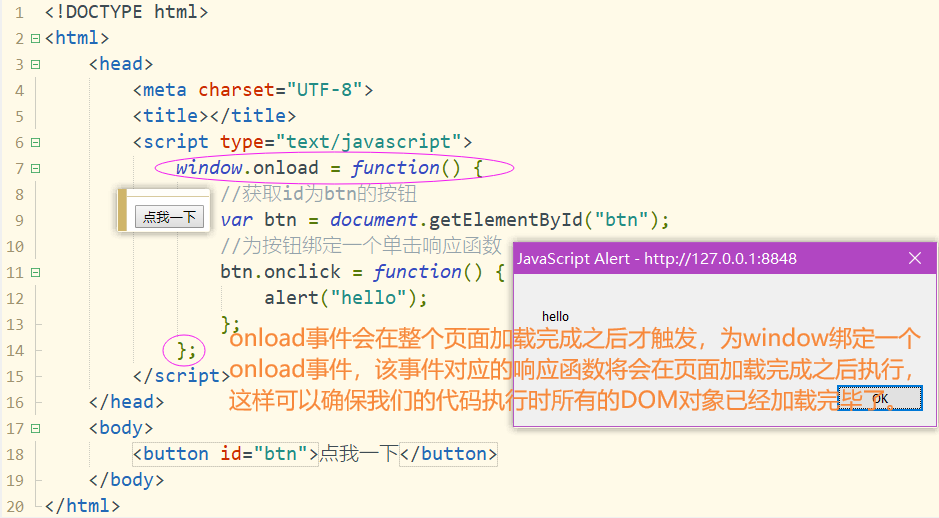 1 <!DOCTYPE html>
2 <html>
3 <head>
4 <meta charset="UTF-8">
5 <title></title>
6 <script type="text/javascript">
7 window.onload = function() {
8 //获取id为btn的按钮
点我一下
9 var btn = document.getElementById("btn");
10 //为按钮绑定一个单击响应函数
JavaScript Alert - http://127.0.0.1:8848
11 btn.onclick = function() {
12 alert("hello");
hello
13 };
onload事件会在整个页面加载完成之后才触发，为window绑定一个
14 };
onload事件，该事件对应的响应函数将会在页面加载完成之后执行，
15 </script>
这样可以确保我们的代码执行时所有的DOM对象已经加载完毕了。
OK
16 </head>
17 <body>
18 <button id="btn">点我一下</button>
19 </body>
20 </html>